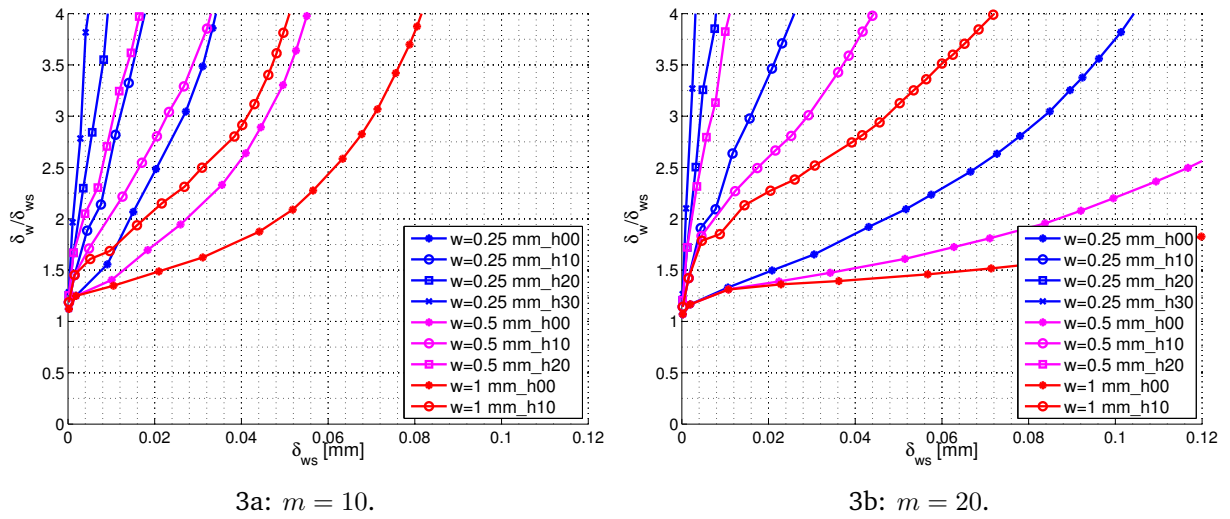 4
3.5
3
2.5
2
1.5
1
0.5
0
δw/δws
0 0.02 0.04 0.06 0.08 0.1 0.12
δws [mm]
w=0.25 mm_h00
w=0.25 mm_h10
w=0.25 mm_h20
w=0.25 mm_h30
w=0.5 mm_h00
w=0.5 mm_h10
w=0.5 mm_h20
w=1 mm_h00
w=1 mm_h10
3a: m = 10.
4
3.5
3
2.5
2
1.5
1
0.5
0
δw/δws
0 0.02 0.04 0.06 0.08 0.1 0.12
δws [mm]
w=0.25 mm_h00
w=0.25 mm_h10
w=0.25 mm_h20
w=0.25 mm_h30
w=0.5 mm_h00
w=0.5 mm_h10
w=0.5 mm_h20
w=1 mm_h00
w=1 mm_h10
3b: m = 20.